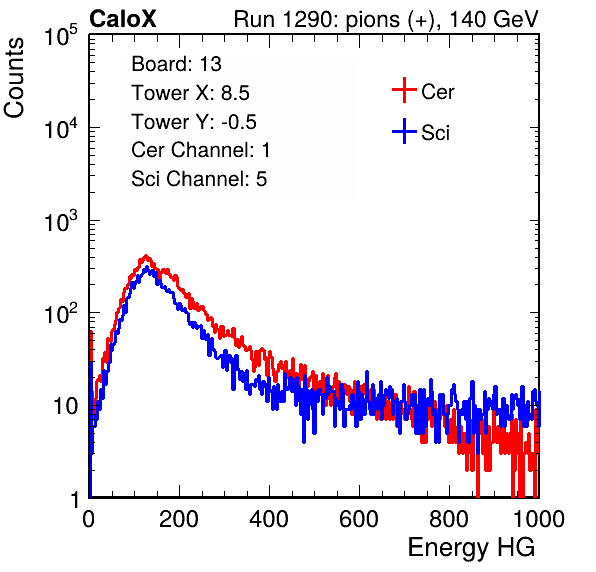 CaloX Run 1290: pions (+), 140 GeV
Board: 13
Tower X: 8.5
Tower Y: -0.5
Cer Channel: 1
Sci Channel: 5
Cer
Sci
Counts
10^5
10^4
10^3
10^2
10
1
0 200 400 600 800 1000
Energy HG